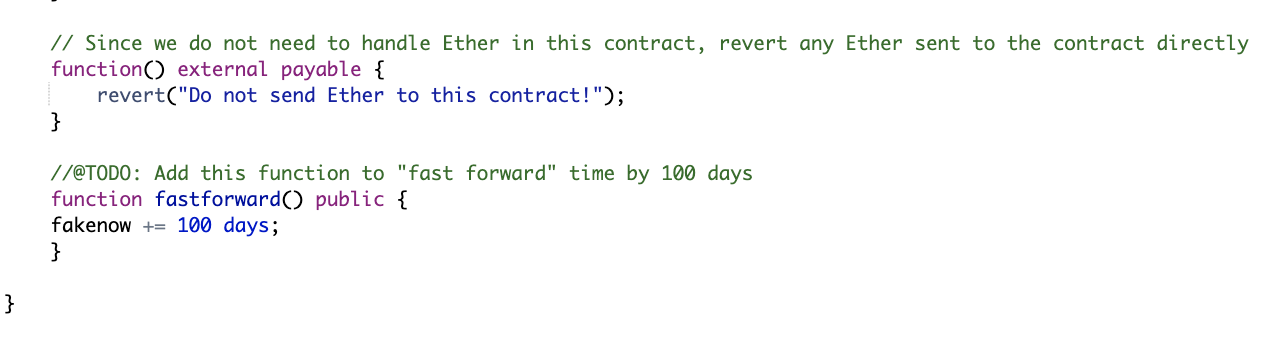 // Since we do not need to handle Ether in this contract, revert any Ether sent to the contract directly
function() external payable {
revert("Do not send Ether to this contract!");
}
//@TODO: Add this function to "fast forward" time by 100 days
function fastforward() public {
fakenow += 100 days;
}
}